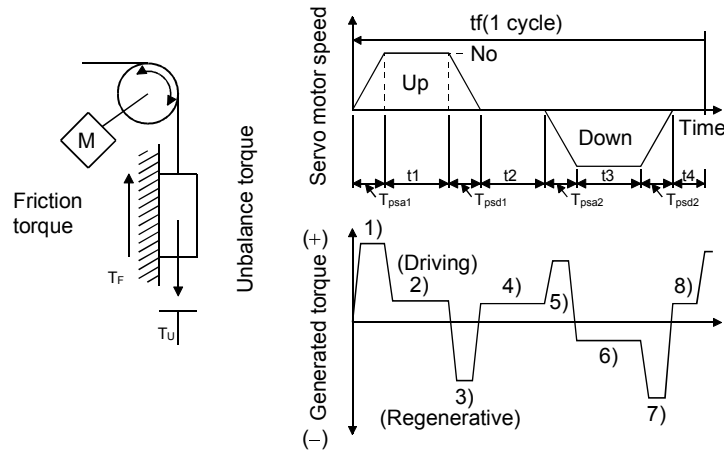 M
Friction
torque
TF
TU
Unbalance torque
Servo motor speed
tf(1 cycle)
No
Up
Down
Time
t1
t2
t3
t4
Tpsa1
Tpsd1
Tpsa2
Tpsd2
Generated torque
(+)
(−)
1)
(Driving)
2)
3)
(Regenerative)
4)
5)
6)
7)
8)